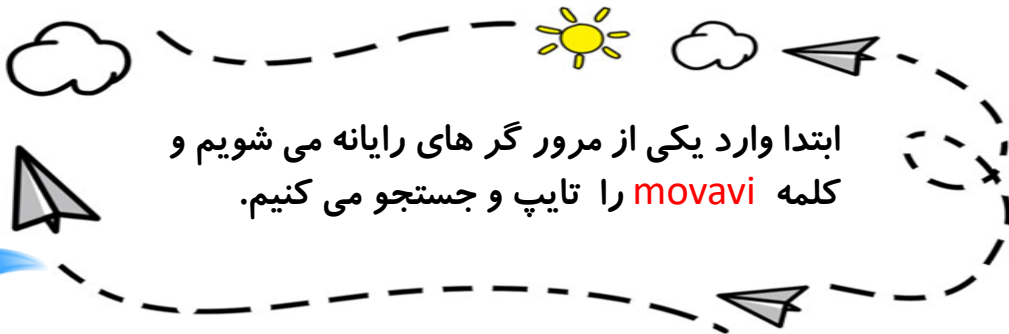 ابتدا وارد یکی از مرور گر های رایانه می شویم و
کلمه movavi را تایپ و جستجو می کنیم.